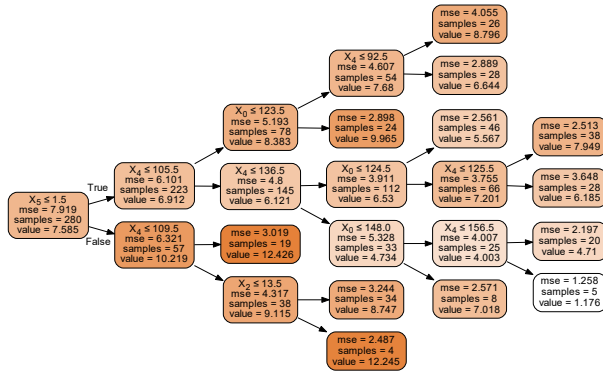 X5 ≤ 1.5
mse = 7.919
samples = 280
value = 7.585
True
False
X4 ≤ 105.5
mse = 6.101
samples = 223
value = 6.912
X4 ≤ 109.5
mse = 6.321
samples = 57
value = 10.219
X0 ≤ 123.5
mse = 5.193
samples = 78
value = 8.383
X4 ≤ 136.5
mse = 4.8
samples = 145
value = 6.121
mse = 3.019
samples = 19
value = 12.426
X2 ≤ 13.5
mse = 4.317
samples = 38
value = 9.115
X4 ≤ 92.5
mse = 4.607
samples = 54
value = 7.68
mse = 2.898
samples = 24
value = 9.965
X0 ≤ 124.5
mse = 3.911
samples = 112
value = 6.53
X0 ≤ 148.0
mse = 5.328
samples = 33
value = 4.734
mse = 3.244
samples = 34
value = 8.747
mse = 2.487
samples = 4
value = 12.245
mse = 4.055
samples = 26
value = 8.796
mse = 2.889
samples = 28
value = 6.644
mse = 2.561
samples = 46
value = 5.567
X4 ≤ 125.5
mse = 3.755
samples = 66
value = 7.201
X4 ≤ 156.5
mse = 4.007
samples = 25
value = 4.003
mse = 2.571
samples = 8
value = 7.018
mse = 2.513
samples = 38
value = 7.949
mse = 3.648
samples = 28
value = 6.185
mse = 2.197
samples = 20
value = 4.71
mse = 1.258
samples = 5
value = 1.176